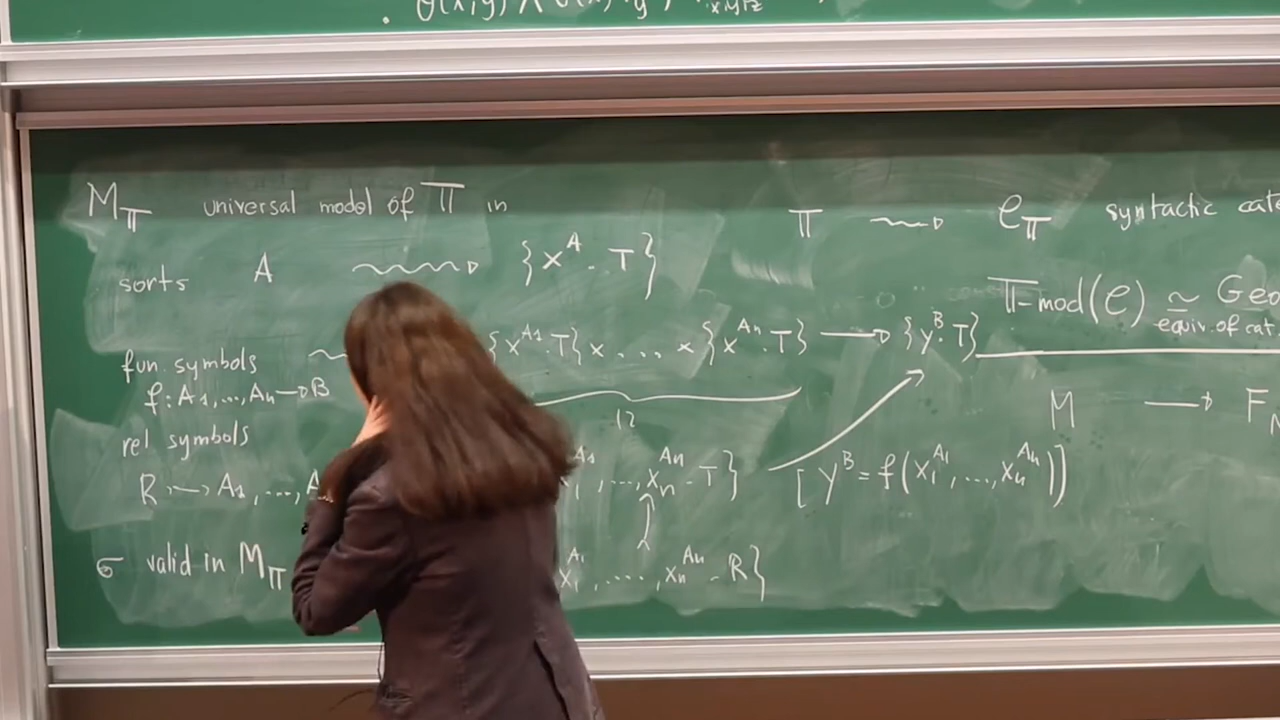 θ(x,y) ∧ 
M_𝕋 universal model of 𝕋 in
sorts A ⇝ {x^A . T}
fun symbols {x^A1 . T} x .... x {x^An . T} → {y^B . T}
f : A1,...,An → B
12
rel symbols
R ↣ A1,...,A ,...,xn^An - T} [y^B = f(x1^A1,...,xn^An)]
σ valid in M_𝕋 x1^A1,....,xn^An - R}
𝕋 ⇝ C_𝕋 syntactic cate
𝕋-mod(C) ≃ Geo
equiv. of cat
M → F